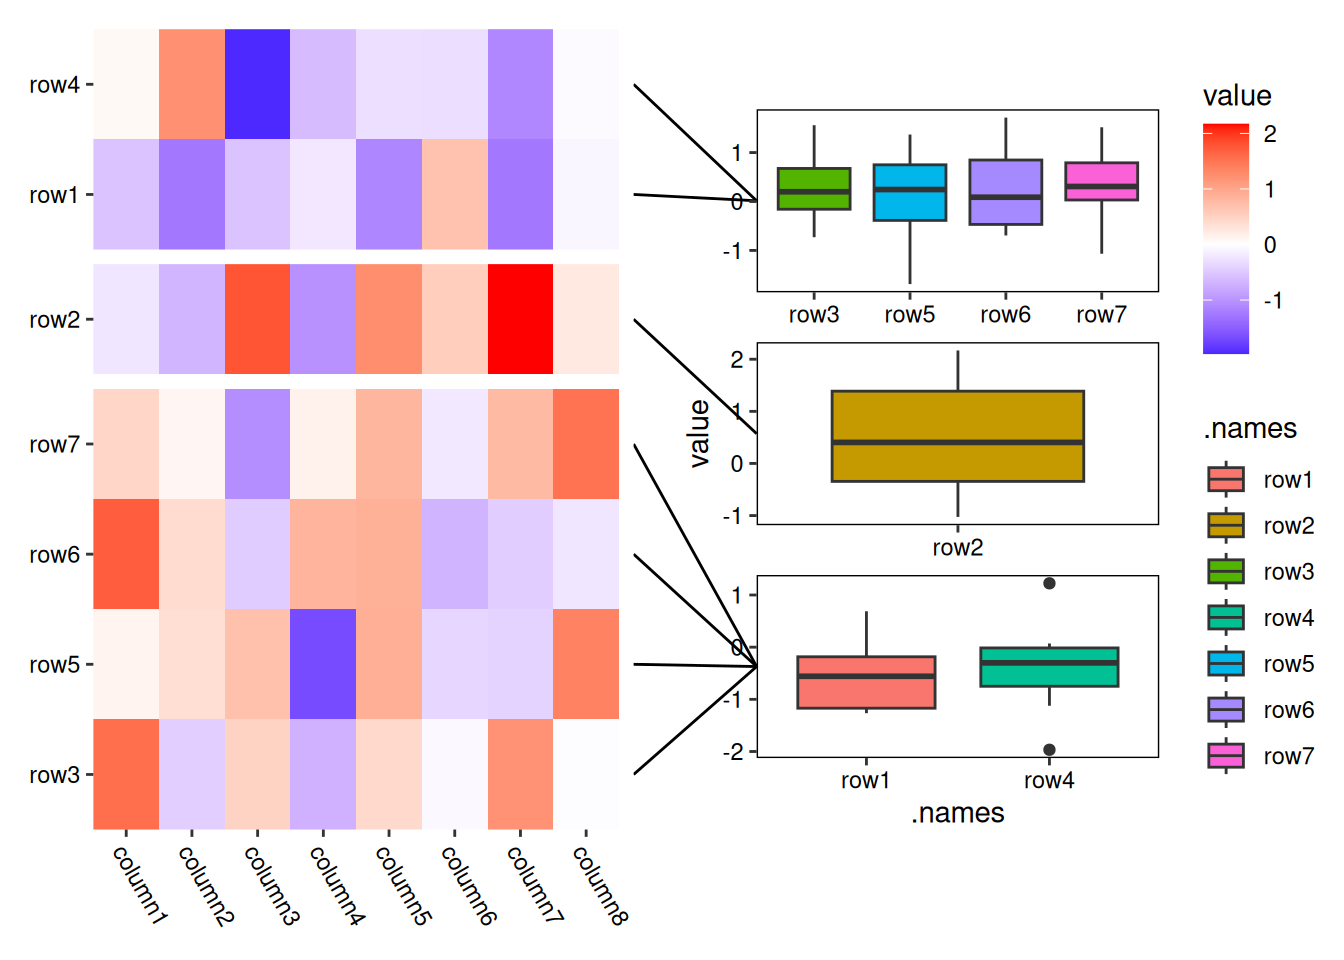 row4
row1
row2
row7
row6
row5
row3
column1 column2 column3 column4 column5 column6 column7 column8
1
0
-1
row3 row5 row6 row7
value
2
1
0
-1
row2
1
0
-1
-2
row1 row4
.names
value
2
1
0
-1
.names
row1
row2
row3
row4
row5
row6
row7